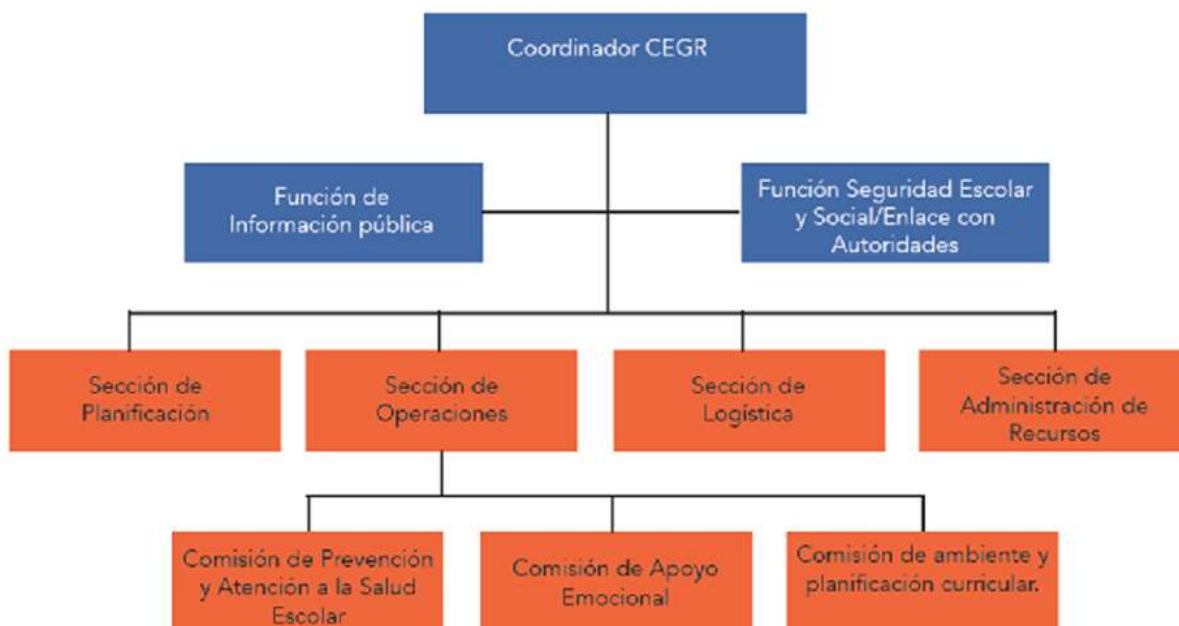 Coordinador CEGR
Función de
Información pública
Función Seguridad Escolar
y Social/Enlace con
Autoridades
Sección de
Planificación
Sección de
Operaciones
Sección de
Logística
Sección de
Administración de
Recursos
Comisión de Prevención
y Atención a la Salud
Escolar
Comisión de Apoyo
Emocional
Comisión de ambiente y
planificación curricular.